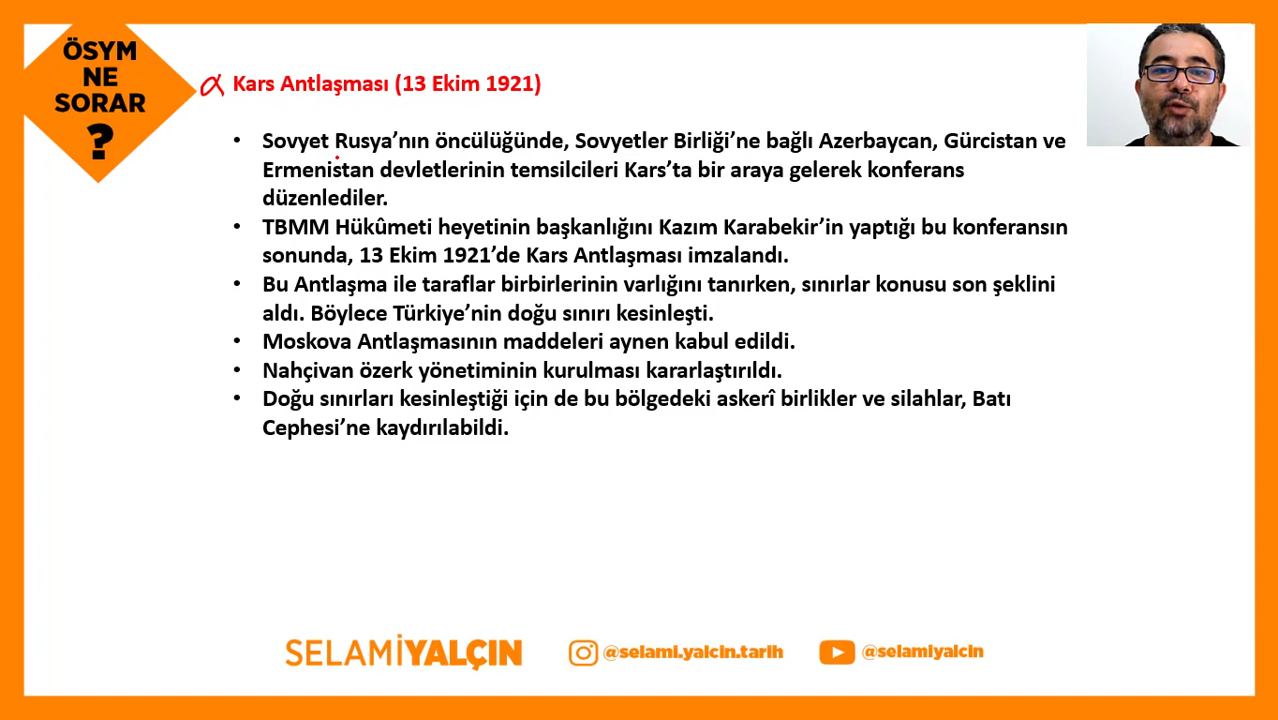 ÖSYM
NE
SORAR
?
Kars Antlaşması (13 Ekim 1921)
• Sovyet Rusya’nın öncülüğünde, Sovyetler Birliği’ne bağlı Azerbaycan, Gürcistan ve
Ermenistan devletlerinin temsilcileri Kars’ta bir araya gelerek konferans
düzenlediler.
• TBMM Hükûmeti heyetinin başkanlığını Kazım Karabekir’in yaptığı bu konferansın
sonunda, 13 Ekim 1921’de Kars Antlaşması imzalandı.
• Bu Antlaşma ile taraflar birbirlerinin varlığını tanırken, sınırlar konusu son şeklini
aldı. Böylece Türkiye’nin doğu sınırı kesinleşti.
• Moskova Antlaşmasının maddeleri aynen kabul edildi.
• Nahçivan özerk yönetiminin kurulması kararlaştırıldı.
• Doğu sınırları kesinleştiği için de bu bölgedeki askerî birlikler ve silahlar, Batı
Cephesi’ne kaydırılabildi.
SELAMİYALÇIN @selami.yalcin.tarih @selamiyalcin